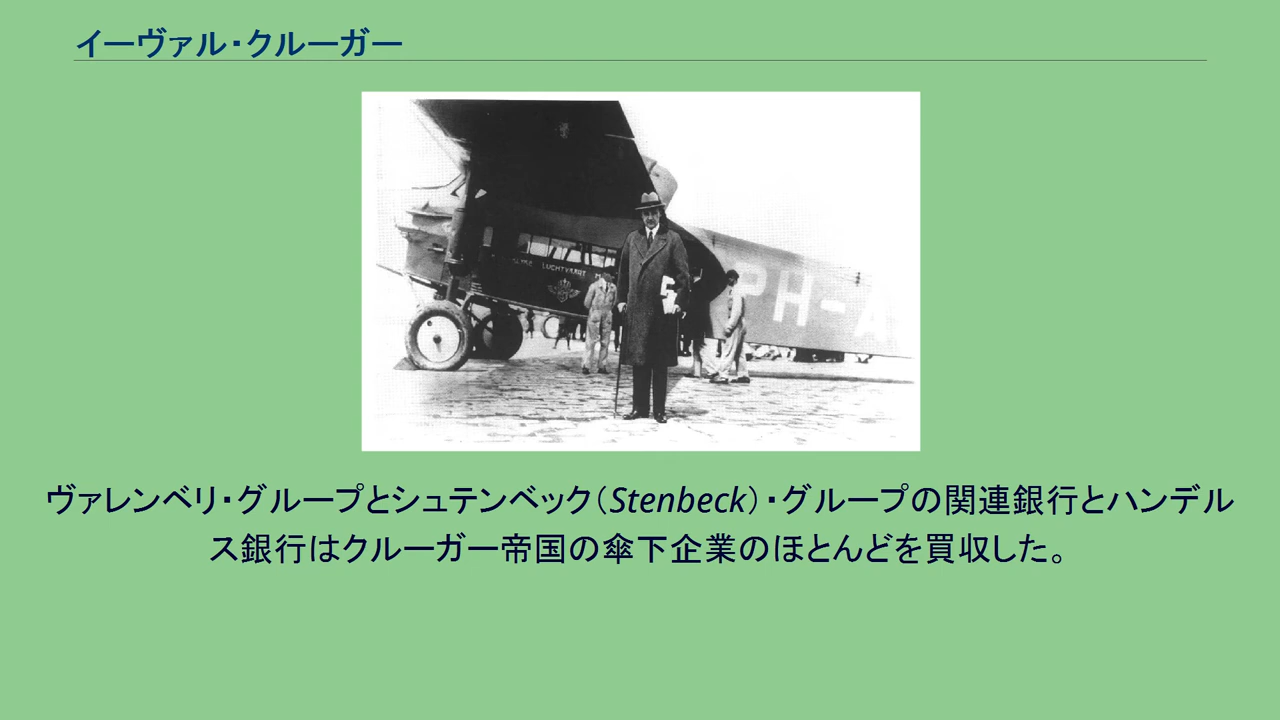 イーヴァル・クルーガー
LUCHTVAART
PH-A
ヴァレンベリ・グループとシュテンベック（Stenbeck）・グループの関連銀行とハンデル
ス銀行はクルーガー帝国の傘下企業のほとんどを買収した。